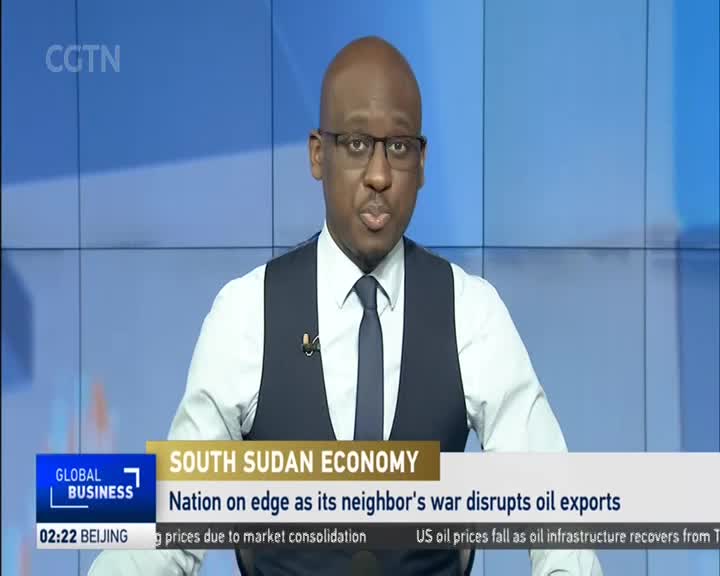 CGTN
SOUTH SUDAN ECONOMY
GLOBAL
BUSINESS
Nation on edge as its neighbor's war disrupts oil exports
02:22 BEIJING
prices due to market consolidation
US oil prices fall as oil infrastructure recovers from